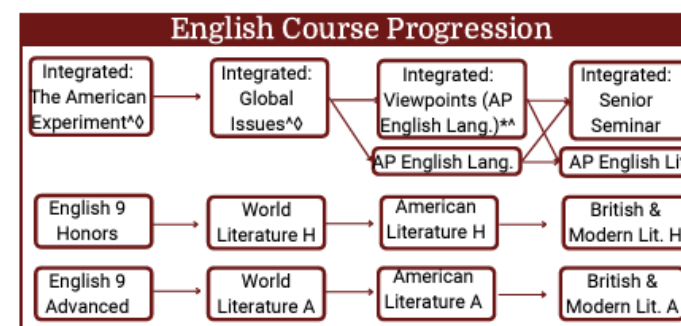 English Course Progression
Integrated:
The American
Experiment^◊
Integrated:
Global
Issues^◊
Integrated:
Viewpoints (AP
English Lang.)*^
Integrated:
Senior
Seminar
AP English Lang.
AP English Li
English 9
Honors
World
Literature H
American
Literature H
British &
Modern Lit. H
English 9
Advanced
World
Literature A
American
Literature A
British &
Modern Lit. A